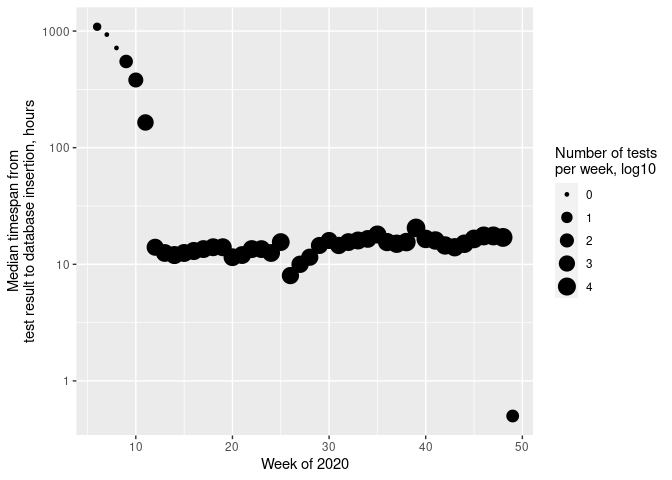 1000
100
10
1
Median timespan from
test result to database insertion, hours
10
20
30
40
50
Week of 2020
Number of tests
per week, log10
0
1
2
3
4